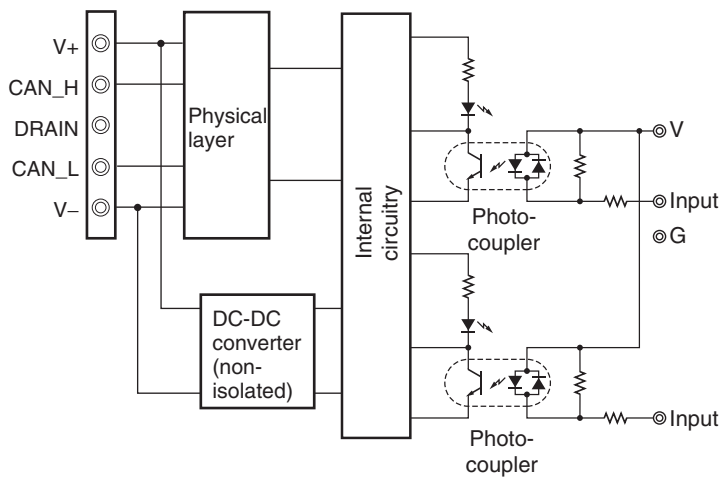 V+
CAN_H
DRAIN
CAN_L
V−
Physical
layer
DC-DC
converter
(non-
isolated)
Internal
circuitry
Photo-
coupler
V
Input
G
Photo-
coupler
Input